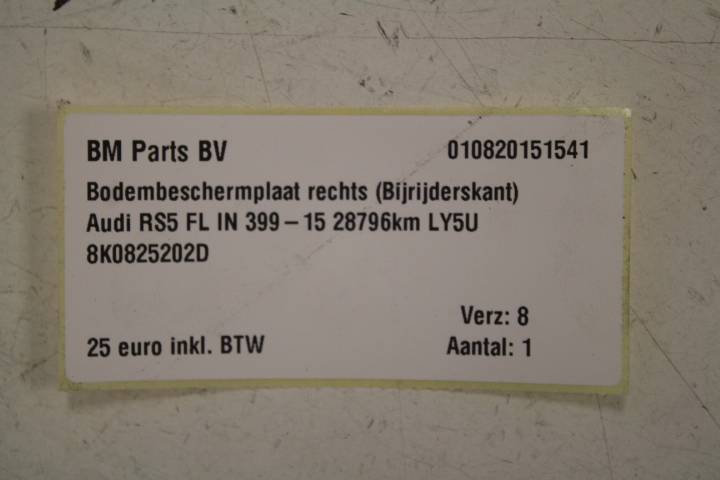 BM Parts BV 010820151541
Bodembeschermplaat rechts (Bijrijderskant)
Audi RS5 FL IN 399 – 15 28796km LY5U
8K0825202D
Verz: 8
25 euro inkl. BTW Aantal: 1